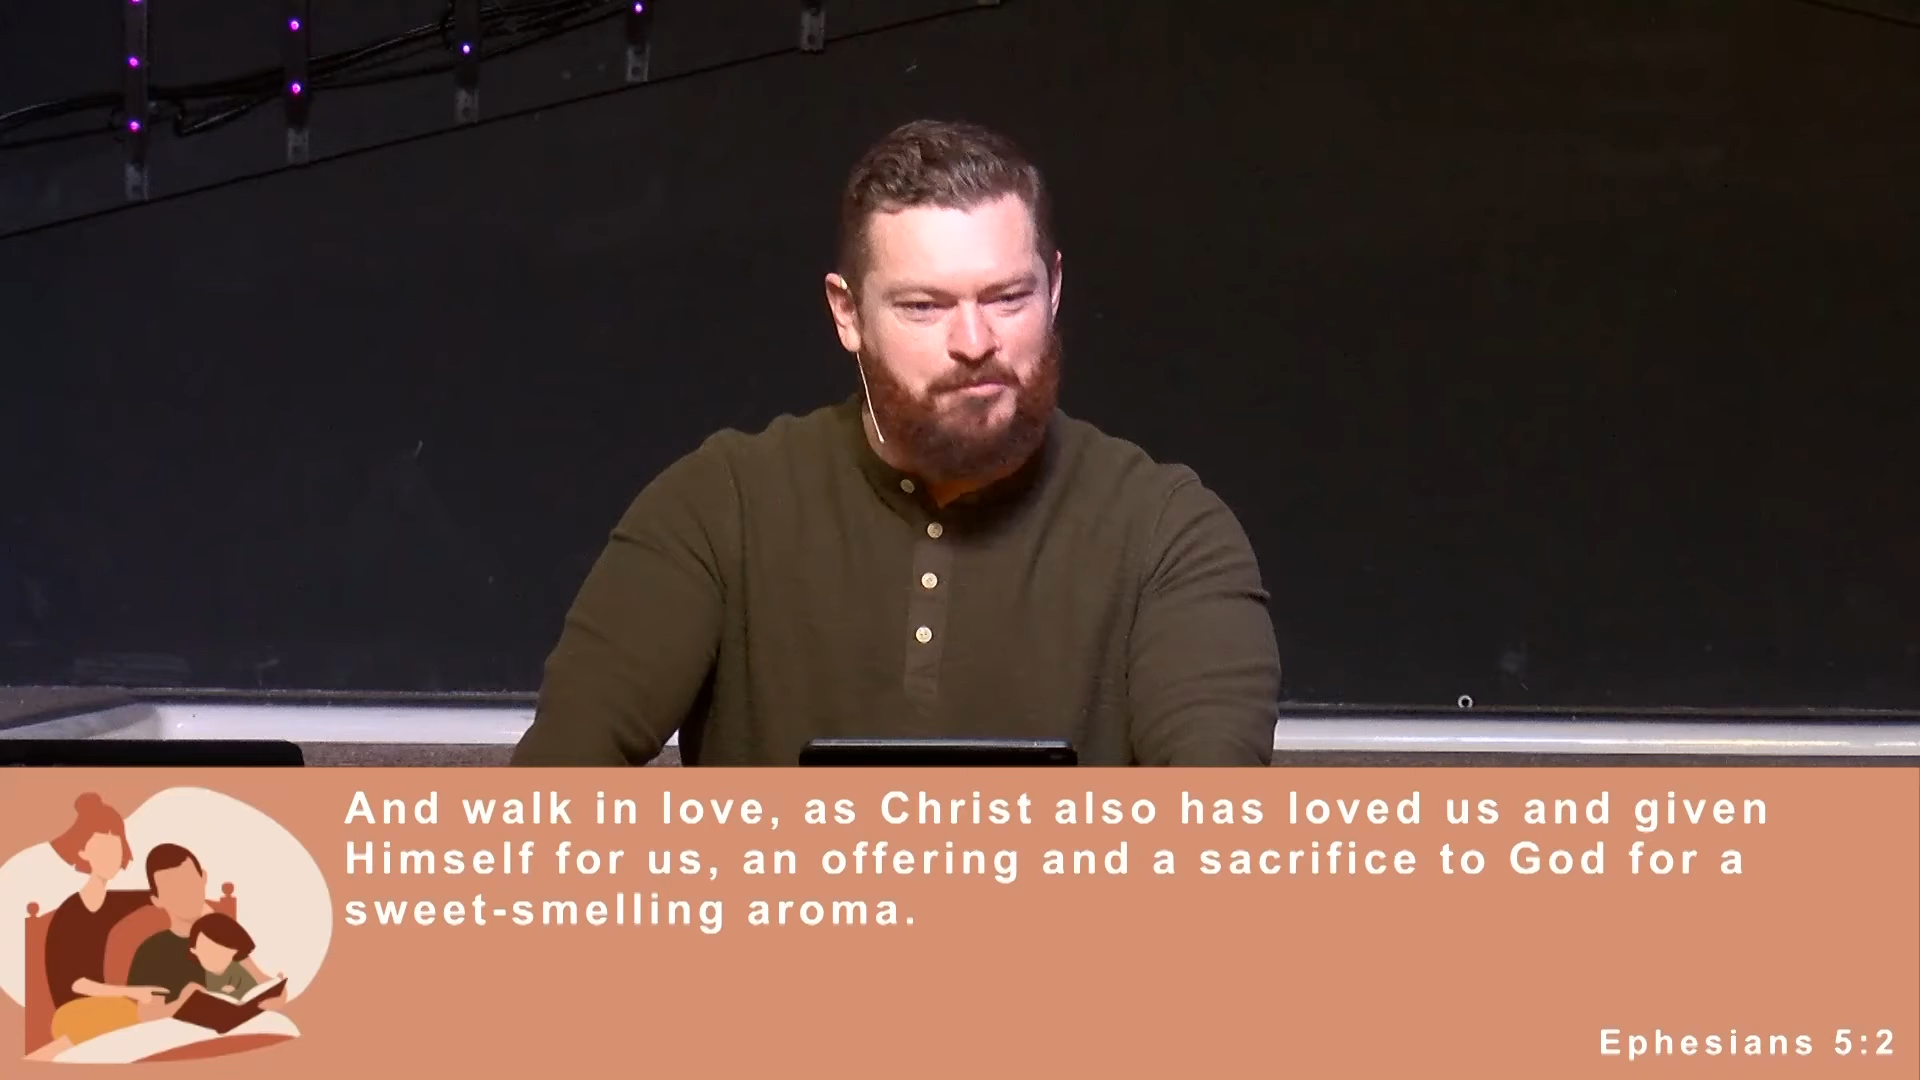 And walk in love, as Christ also has loved us and given
Himself for us, an offering and a sacrifice to God for a
sweet-smelling aroma.
Ephesians 5:2